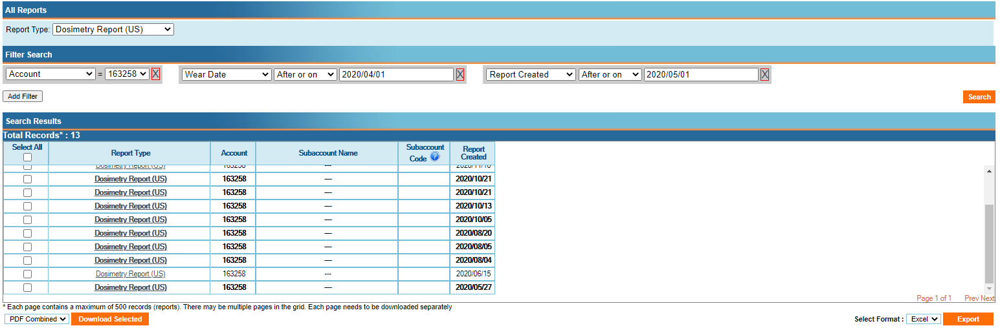 All Reports
Report Type: Dosimetry Report (US)
Filter Search
Account = 163258 X Wear Date After or on 2020/04/01 X Report Created After or on 2020/05/01 X
Add Filter Search
Search Results
Total Records* : 13
Select All Report Type Account Subaccount Name Subaccount Code ? Report Created
Dosimetry Report (US) 163258 --- 2020/11/10
Dosimetry Report (US) 163258 --- 2020/10/21
Dosimetry Report (US) 163258 --- 2020/10/21
Dosimetry Report (US) 163258 --- 2020/10/13
Dosimetry Report (US) 163258 --- 2020/10/05
Dosimetry Report (US) 163258 --- 2020/08/20
Dosimetry Report (US) 163258 --- 2020/08/05
Dosimetry Report (US) 163258 --- 2020/08/04
Dosimetry Report (US) 163258 --- 2020/06/15
Dosimetry Report (US) 163258 --- 2020/05/27
Page 1 of 1 Prev Next
* Each page contains a maximum of 500 records (reports). There may be multiple pages in the grid. Each page needs to be downloaded separately
PDF Combined Download Selected Select Format : Excel Export